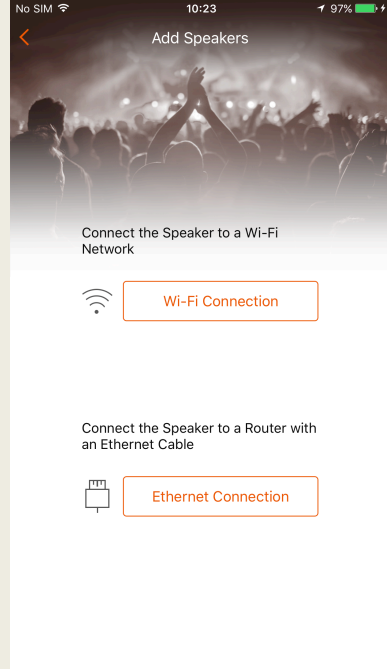 No SIM 10:23 97%
Add Speakers
Connect the Speaker to a Wi-Fi
Network
Wi-Fi Connection
Connect the Speaker to a Router with
an Ethernet Cable
Ethernet Connection